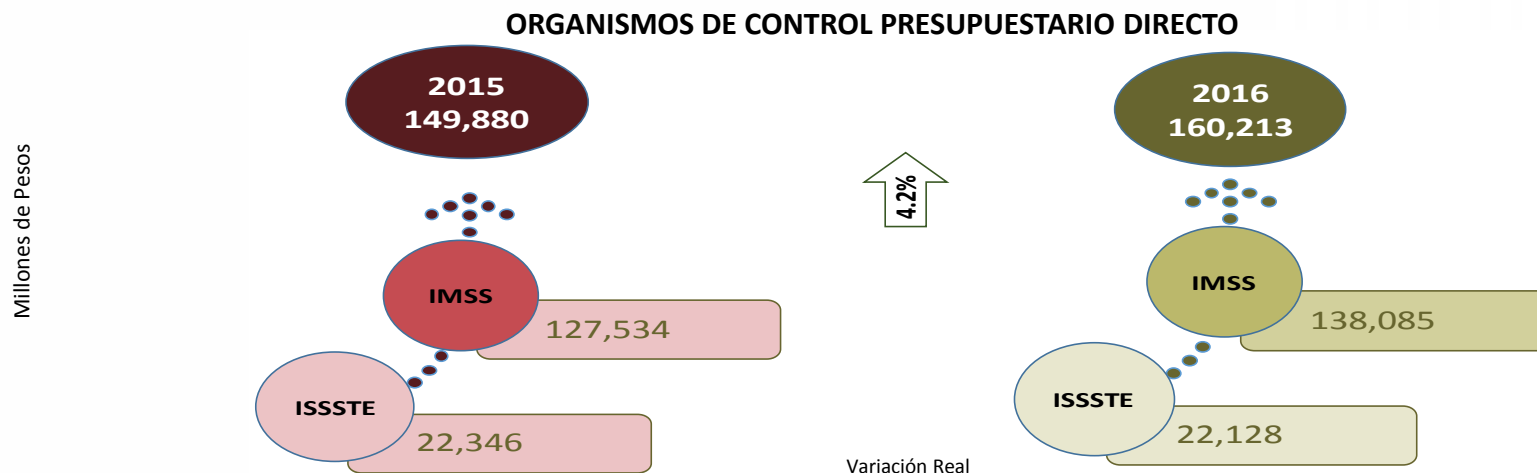 ORGANISMOS DE CONTROL PRESUPUESTARIO DIRECTO
Millones de Pesos
2015
149,880
2016
160,213
4.2%
IMSS
127,534
IMSS
138,085
ISSSTE
22,346
ISSSTE
22,128
Variación Real